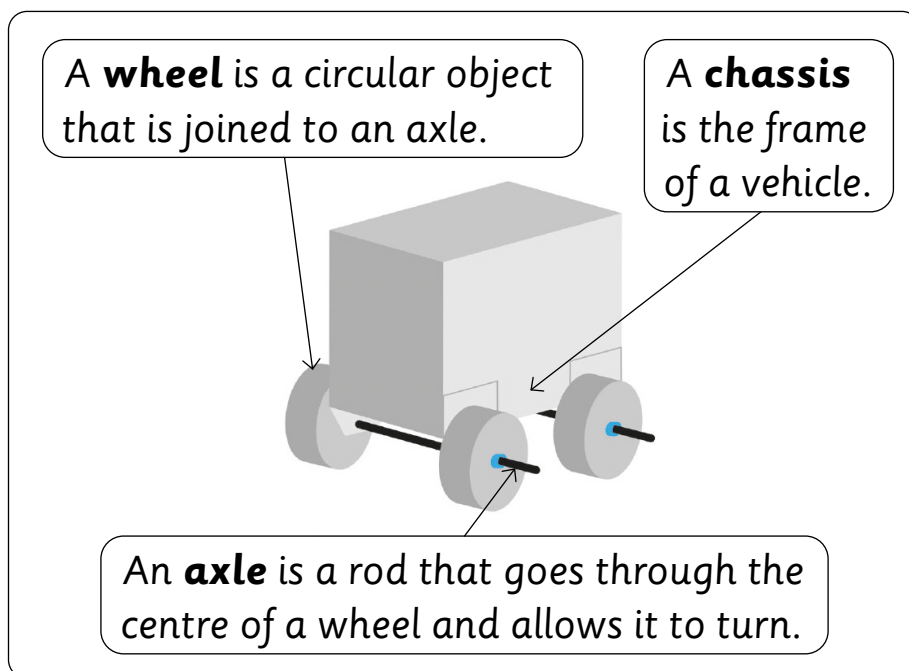 A wheel is a circular object
that is joined to an axle.
A chassis
is the frame
of a vehicle.
An axle is a rod that goes through the
centre of a wheel and allows it to turn.